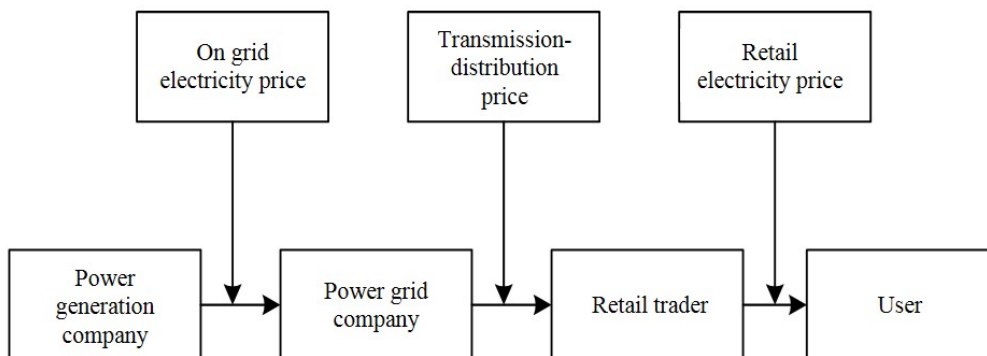 On grid
electricity price
Transmission-
distribution
price
Retail
electricity price
Power
generation
company
Power grid
company
Retail trader
User